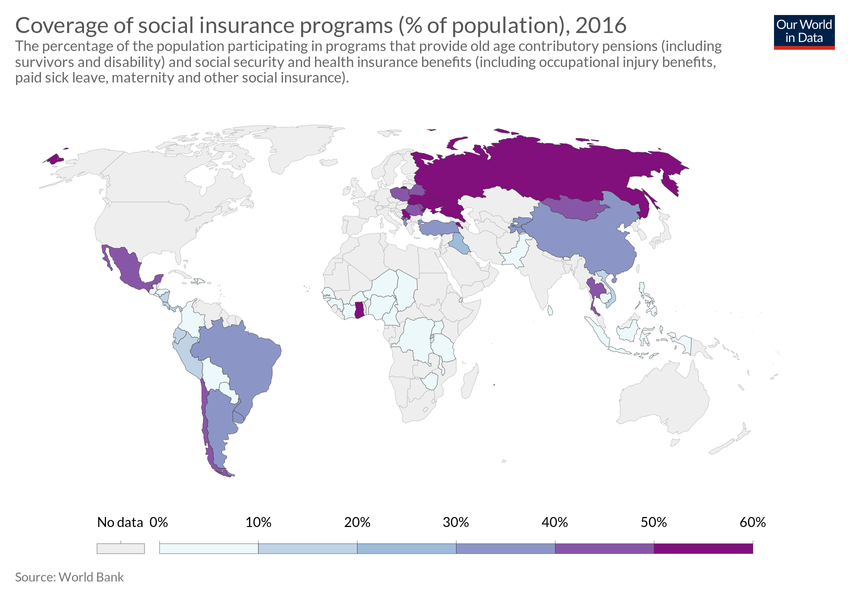 Coverage of social insurance programs (% of population), 2016
Our World
in Data
The percentage of the population participating in programs that provide old age contributory pensions (including
survivors and disability) and social security and health insurance benefits (including occupational injury benefits,
paid sick leave, maternity and other social insurance).
No data 0% 10% 20% 30% 40% 50% 60%
Source: World Bank